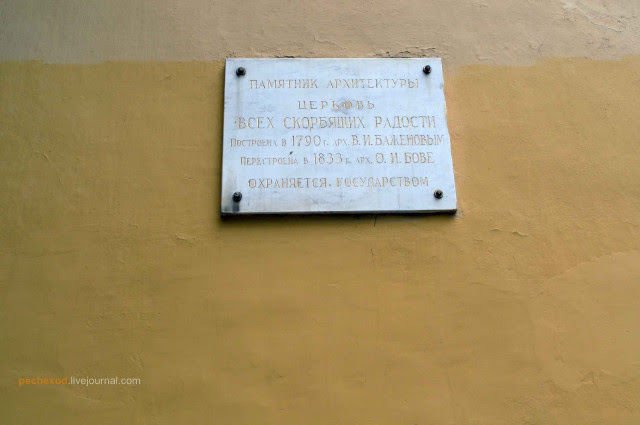 ПАМЯТНИК АРХИТЕКТУРЫ
ЦЕРКОВЬ
ВСЕХ СКОРБЯЩИХ РАДОСТИ
ПОСТРОЕНА В 1790 Г. АРХ. В.И.БАЖЕНОВЫМ
ПЕРЕСТРОЕНА В 1833 Г. АРХ. О.И.БОВЕ
ОХРАНЯЕТСЯ ГОСУДАРСТВОМ
pechexod.livejournal.com